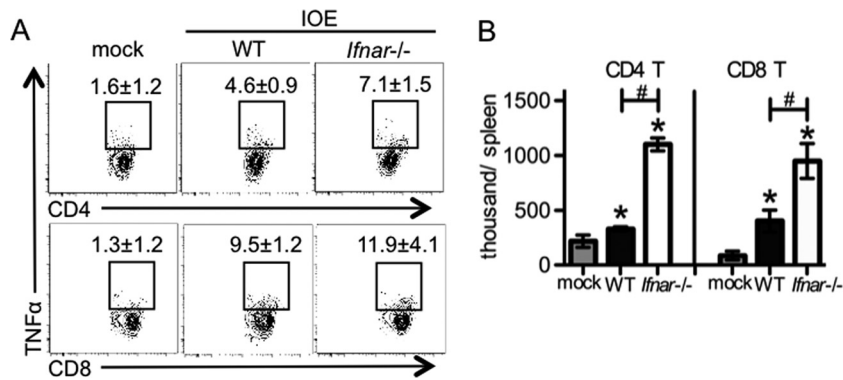 A
IOE
mock WT Ifnar-/-
1.6±1.2 4.6±0.9 7.1±1.5
CD4
1.3±1.2 9.5±1.2 11.9±4.1
TNFα
CD8
B
CD4 T CD8 T
# #
1500
1000
500
0
* * * *
thousand/ spleen
mock WT Ifnar-/- mock WT Ifnar-/-